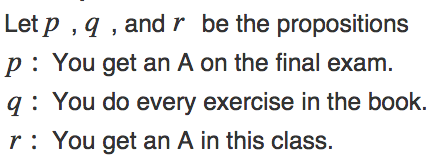 Let p , q , and r be the propositions
p : You get an A on the final exam.
q : You do every exercise in the book.
r : You get an A in this class.